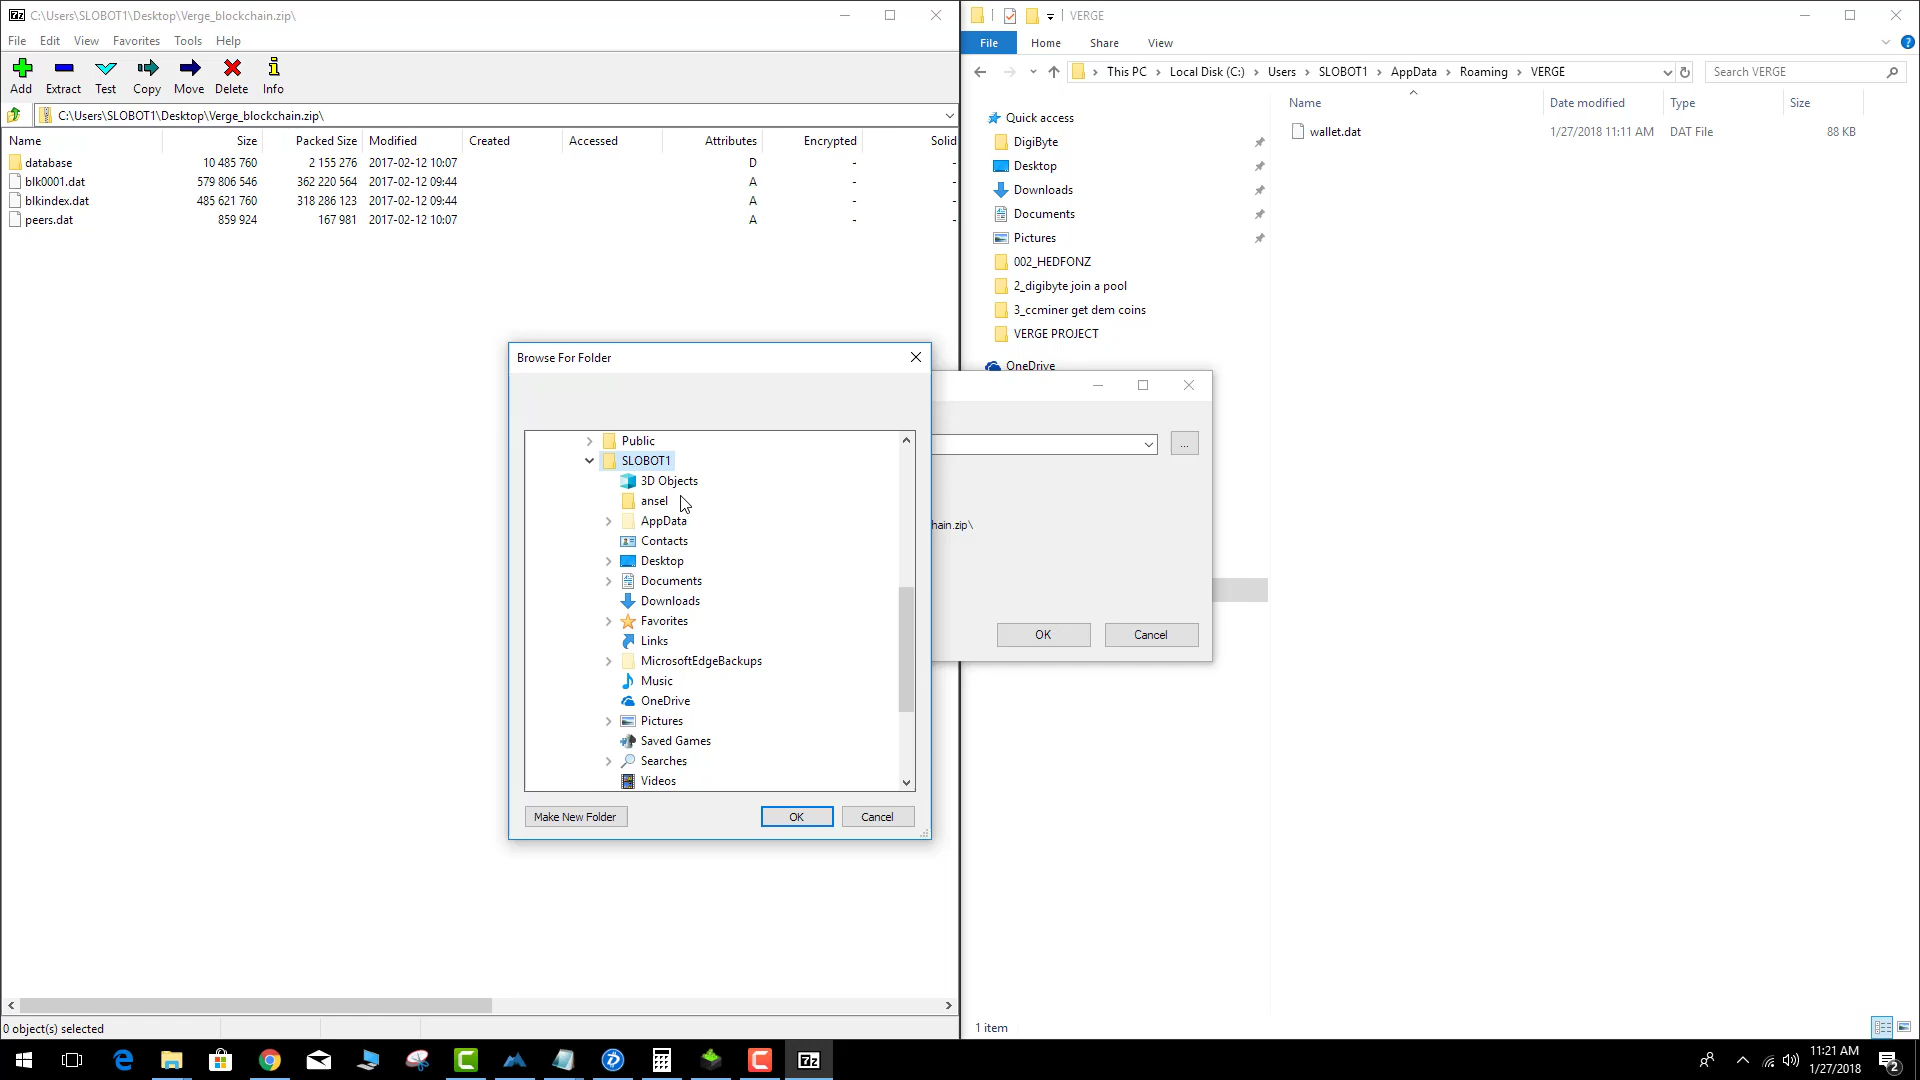 C:\Users\SLOBOT1\Desktop\Verge_blockchain.zip\
File Edit View Favorites Tools Help
Add Extract Test Copy Move Delete Info
C:\Users\SLOBOT1\Desktop\Verge_blockchain.zip\
Name Size Packed Size Modified Created Accessed Attributes Encrypted Solid
database 10 485 760 2 155 276 2017-02-12 10:07 D - -
blk0001.dat 579 806 546 362 220 564 2017-02-12 09:44 A - -
blkindex.dat 485 621 760 318 286 123 2017-02-12 09:44 A - -
peers.dat 859 924 167 981 2017-02-12 10:07 A - -
0 object(s) selected
VERGE
File Home Share View
This PC Local Disk (C:) Users SLOBOT1 AppData Roaming VERGE
Search VERGE
Name Date modified Type Size
wallet.dat 1/27/2018 11:11 AM DAT File 88 KB
Quick access
DigiByte
Desktop
Downloads
Documents
Pictures
002_HEDFONZ
2_digibyte join a pool
3_ccminer get dem coins
VERGE PROJECT
OneDrive
1 item
Browse For Folder
Public
SLOBOT1
3D Objects
ansel
AppData
Contacts
Desktop
Documents
Downloads
Favorites
Links
MicrosoftEdgeBackups
Music
OneDrive
Pictures
Saved Games
Searches
Videos
Make New Folder OK Cancel
...
hain.zip\
OK Cancel
7z
11:21 AM
1/27/2018
2